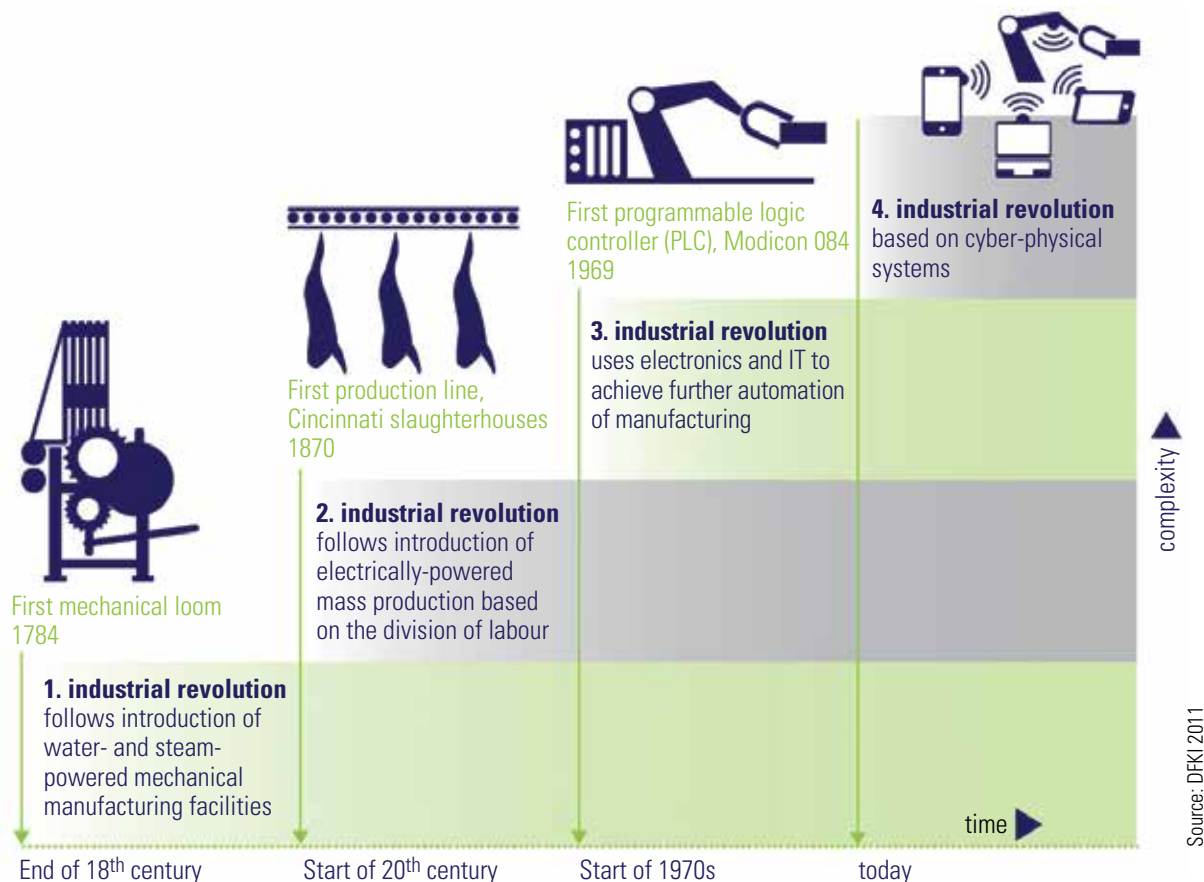 First programmable logic
controller (PLC), Modicon 084
1969
4. industrial revolution
based on cyber-physical
systems
3. industrial revolution
uses electronics and IT to
achieve further automation
of manufacturing
First production line,
Cincinnati slaughterhouses
1870
2. industrial revolution
follows introduction of
electrically-powered
mass production based
on the division of labour
First mechanical loom
1784
1. industrial revolution
follows introduction of
water- and steam-
powered mechanical
manufacturing facilities
complexity
time
End of 18th century
Start of 20th century
Start of 1970s
today
Source: DFKI 2011